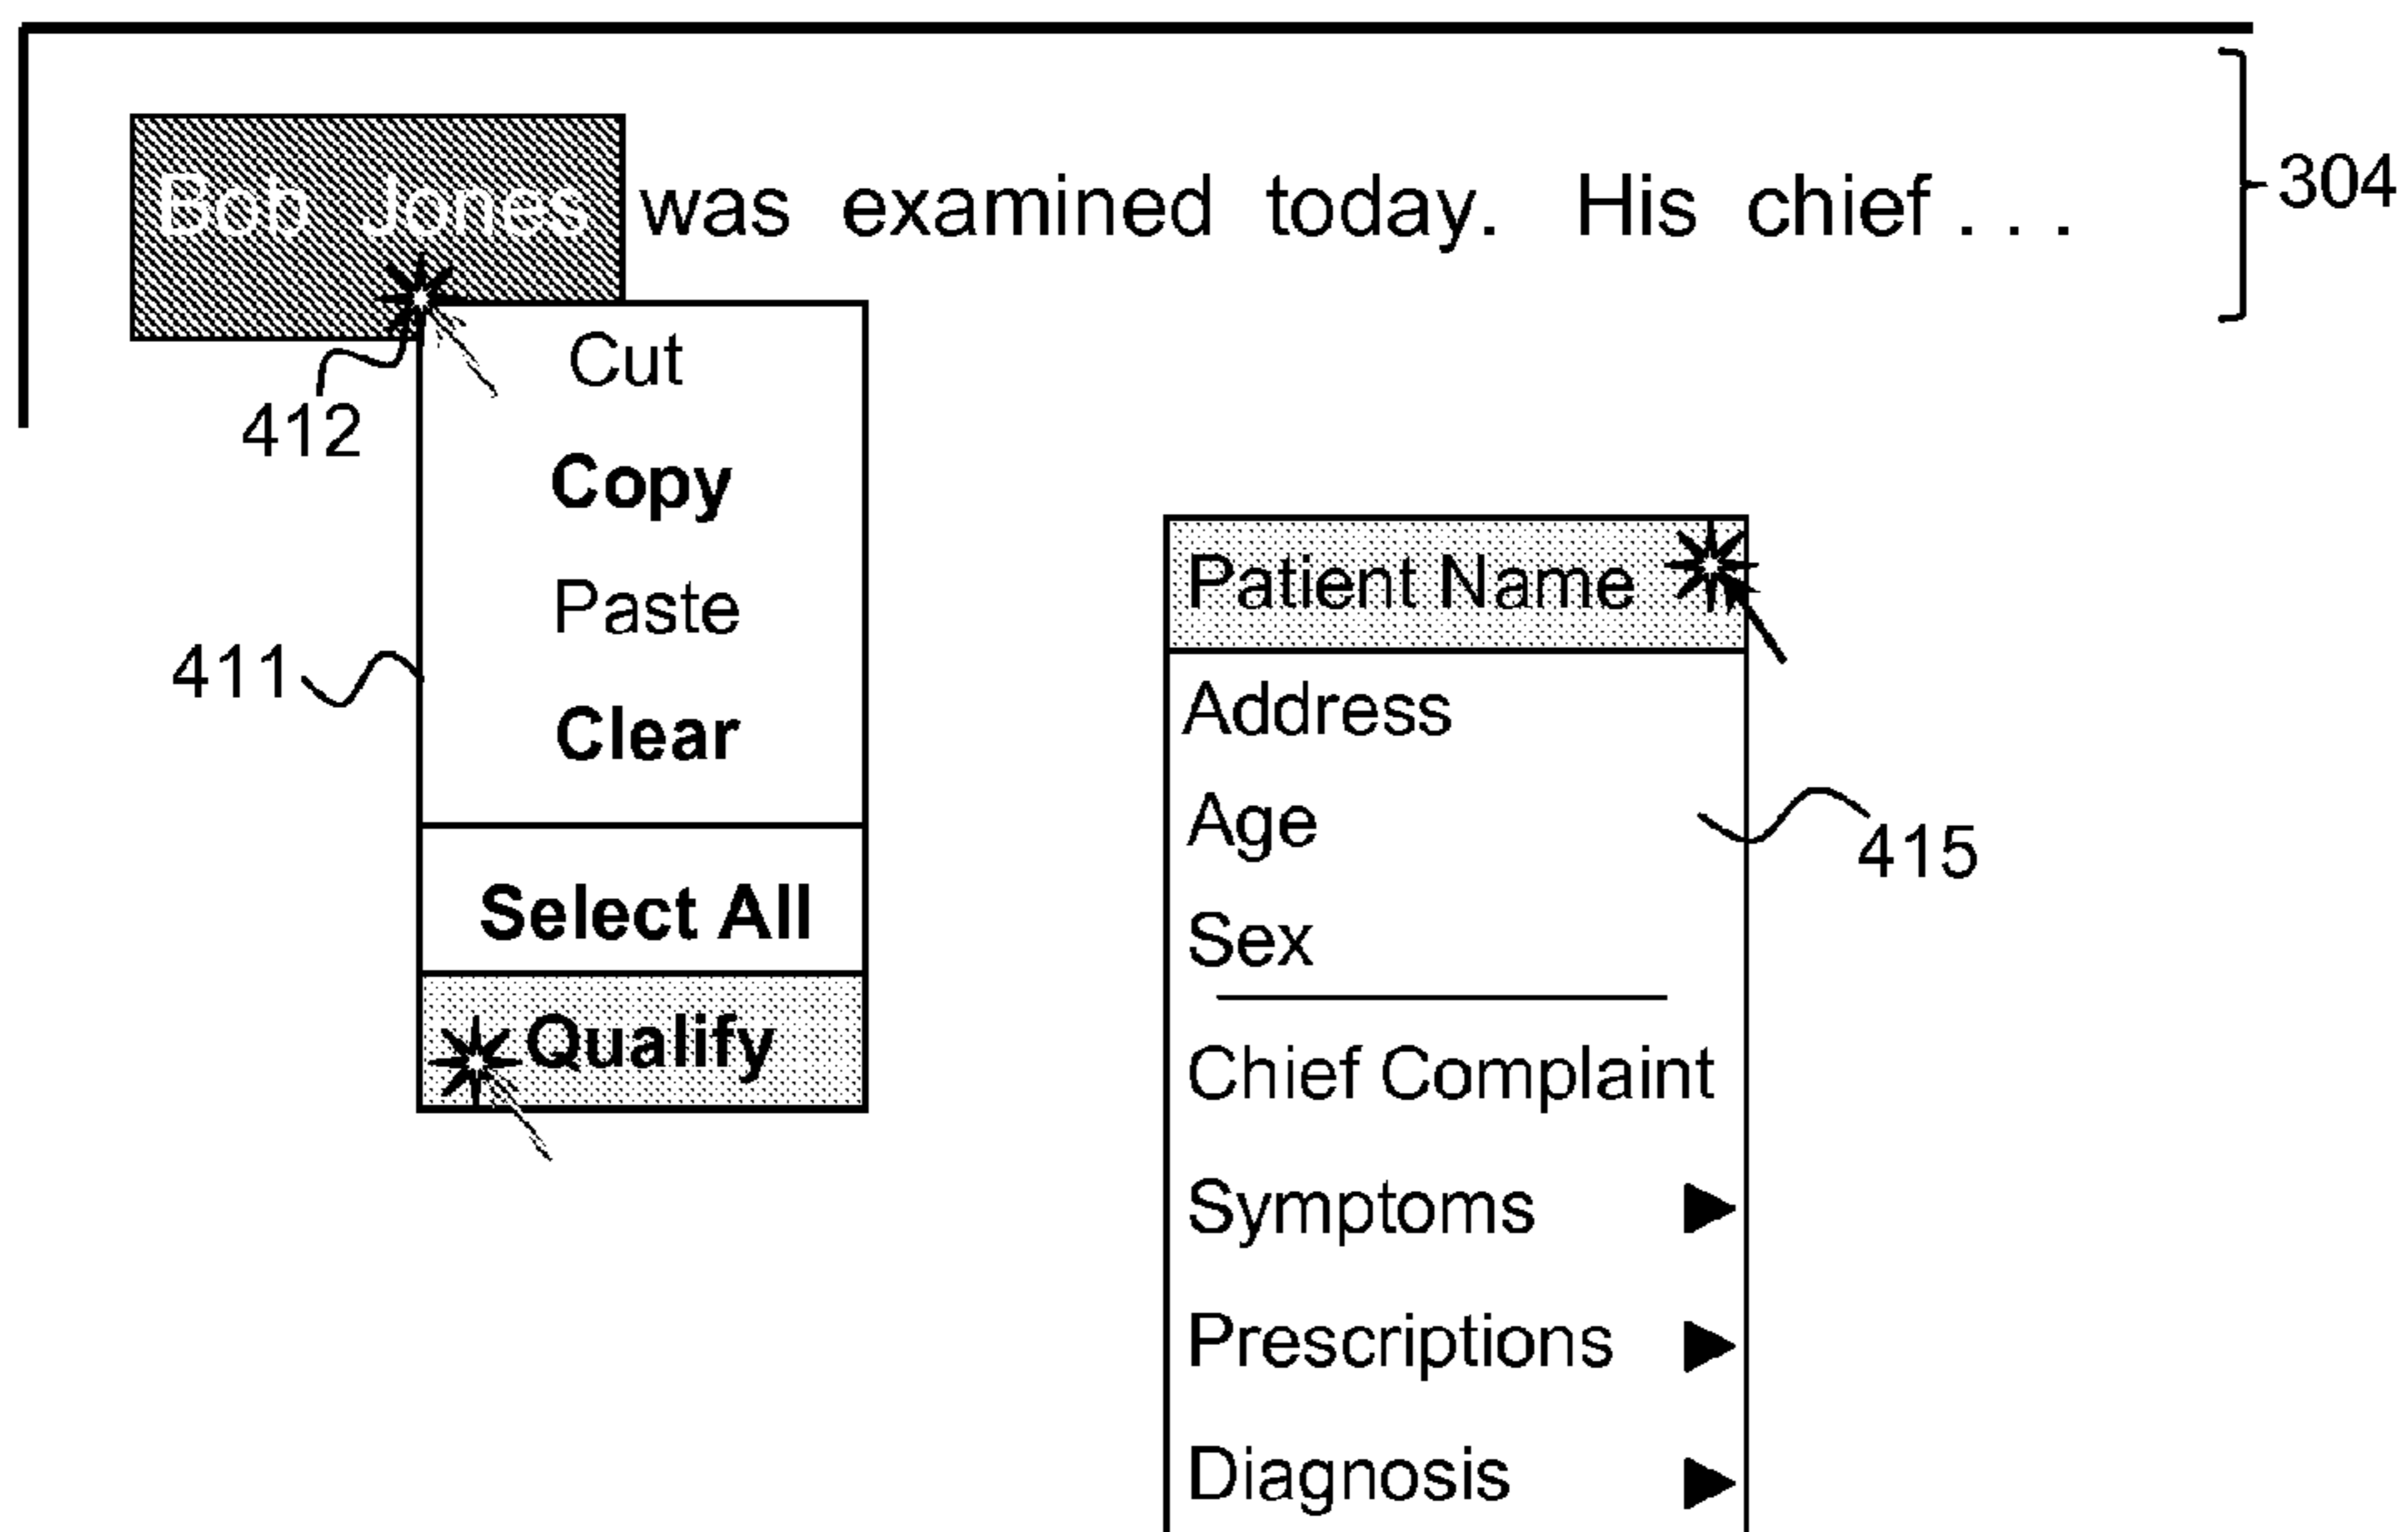 Bob Jones was examined today. His chief . . .
304
412
Cut
Copy
Paste
Clear
Select All
Qualify
411
Patient Name
Address
Age
Sex
Chief Complaint
Symptoms
Prescriptions
Diagnosis
415